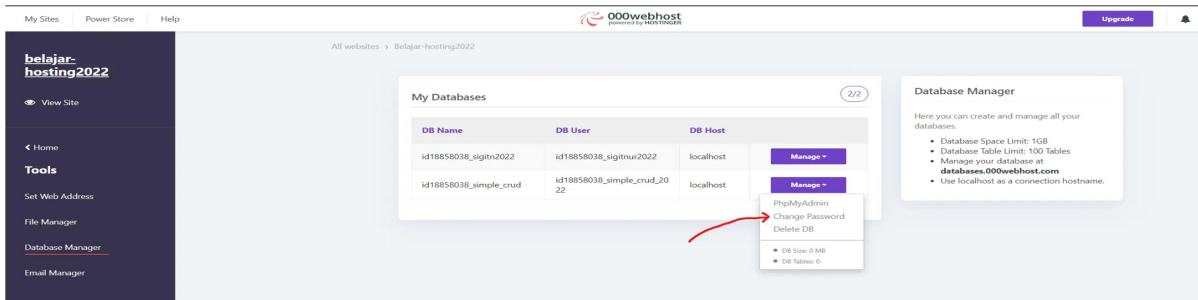 My Sites Power Store Help
000webhost
powered by HOSTINGER
Upgrade
belajar-
hosting2022
View Site
Home
Tools
Set Web Address
File Manager
Database Manager
Email Manager
All websites > Belajar-hosting2022
My Databases 2/2
DB Name DB User DB Host
id18858038_sigitn2022 id18858038_sigitnur2022 localhost Manage
id18858038_simple_crud id18858038_simple_crud_20
22 localhost Manage
PhpMyAdmin
Change Password
Delete DB
DB Size: 0 MB
DB Tables: 0
Database Manager
Here you can create and manage all your
databases.
• Database Space Limit: 1GB
• Database Table Limit: 100 Tables
• Manage your database at
databases.000webhost.com
• Use localhost as a connection hostname.